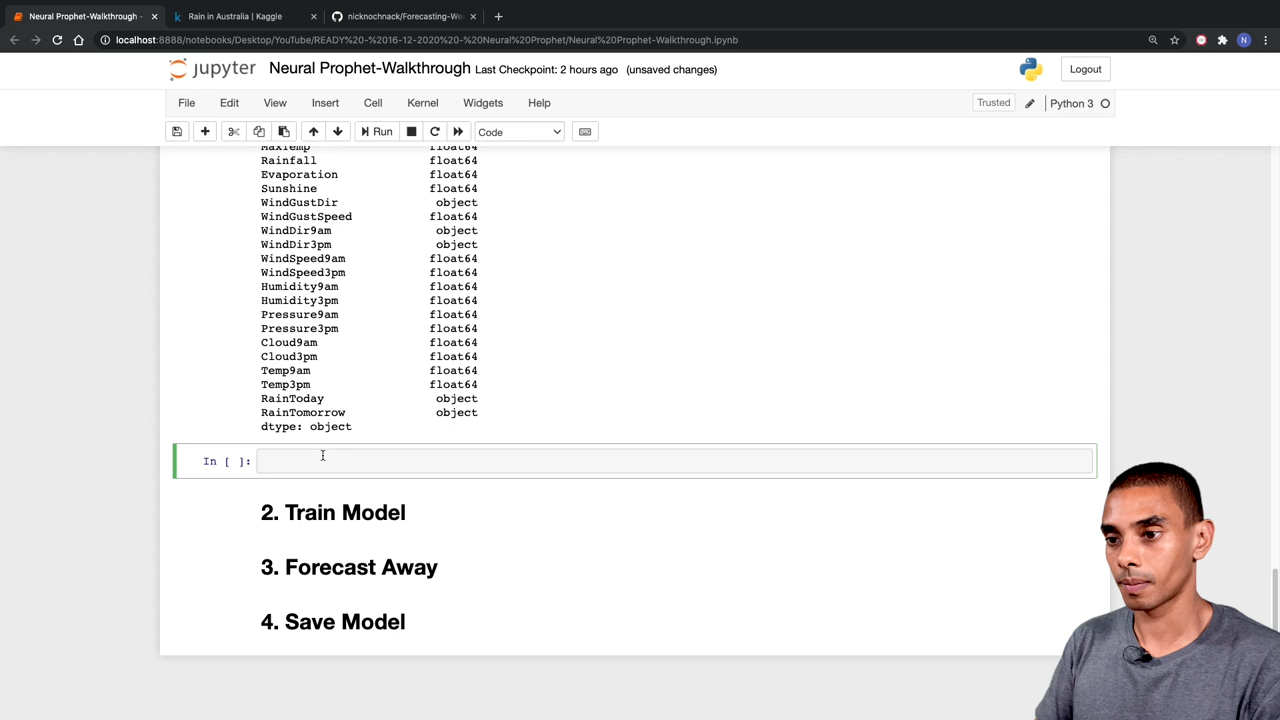 Neural Prophet-Walkthrough -
Rain in Australia | Kaggle
nicknochnack/Forecasting-We
localhost:8888/notebooks/Desktop/YouTube/READY%20-%2016-12-2020%20-%20Neural%20Prophet/Neural%20Prophet-Walkthrough.ipynb
N
jupyter Neural Prophet-Walkthrough Last Checkpoint: 2 hours ago (unsaved changes)
Logout
File Edit View Insert Cell Kernel Widgets Help
Trusted Python 3
Run Code
MaxTemp float64
Rainfall float64
Evaporation float64
Sunshine float64
WindGustDir object
WindGustSpeed float64
WindDir9am object
WindDir3pm object
WindSpeed9am float64
WindSpeed3pm float64
Humidity9am float64
Humidity3pm float64
Pressure9am float64
Pressure3pm float64
Cloud9am float64
Cloud3pm float64
Temp9am float64
Temp3pm float64
RainToday object
RainTomorrow object
dtype: object
In [ ]:
2. Train Model
3. Forecast Away
4. Save Model